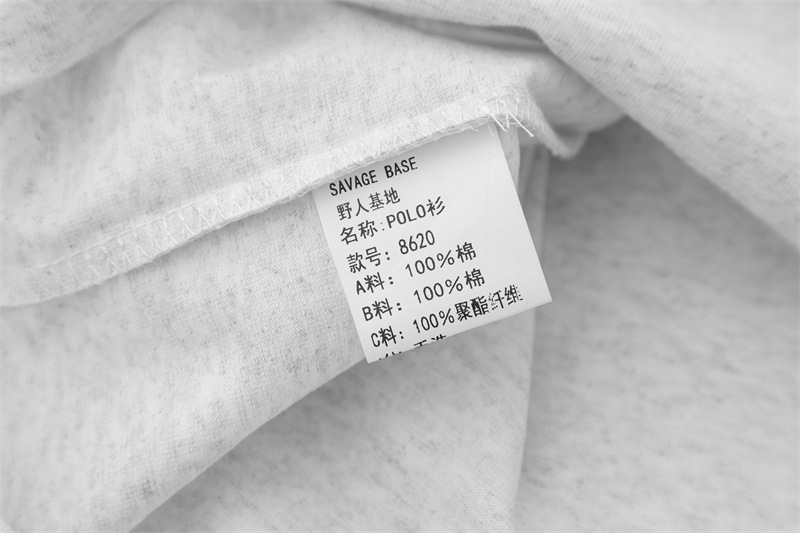 SAVAGE BASE
野人基地
名称:POLO衫
款号: 8620
A料: 100%棉
B料: 100%棉
C料: 100%聚酯纤维